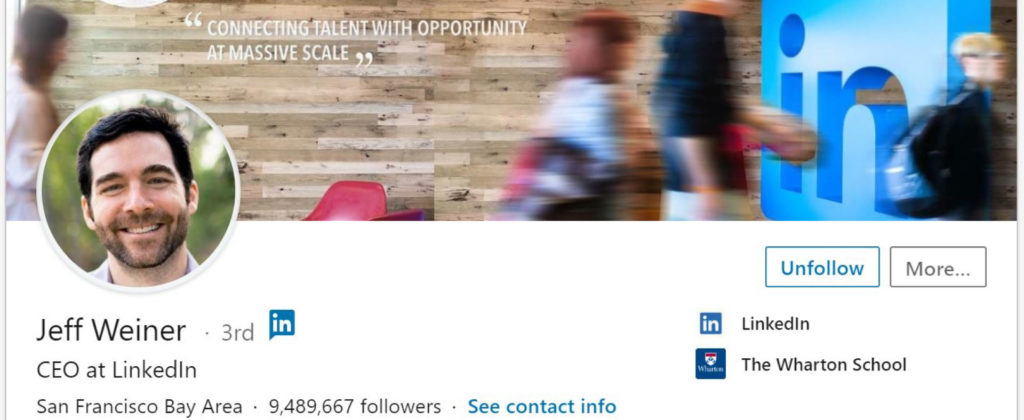 “ CONNECTING TALENT WITH OPPORTUNITY
AT MASSIVE SCALE ”
in
Unfollow
More...
Jeff Weiner · 3rd in
in LinkedIn
CEO at LinkedIn
Wharton The Wharton School
San Francisco Bay Area · 9,489,667 followers · See contact info